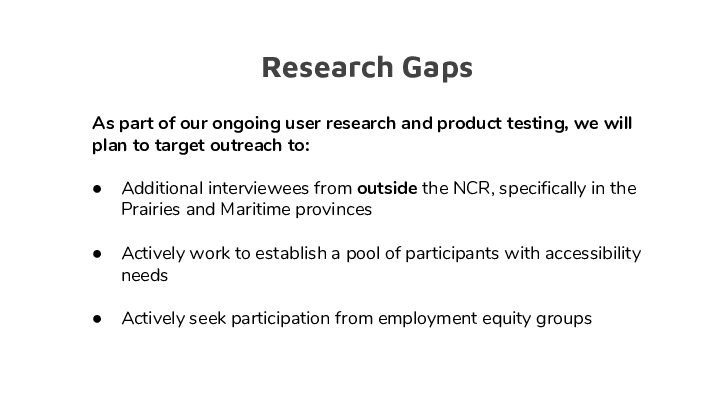 Research Gaps
As part of our ongoing user research and product testing, we will
plan to target outreach to:
● Additional interviewees from outside the NCR, specifically in the
Prairies and Maritime provinces
● Actively work to establish a pool of participants with accessibility
needs
● Actively seek participation from employment equity groups